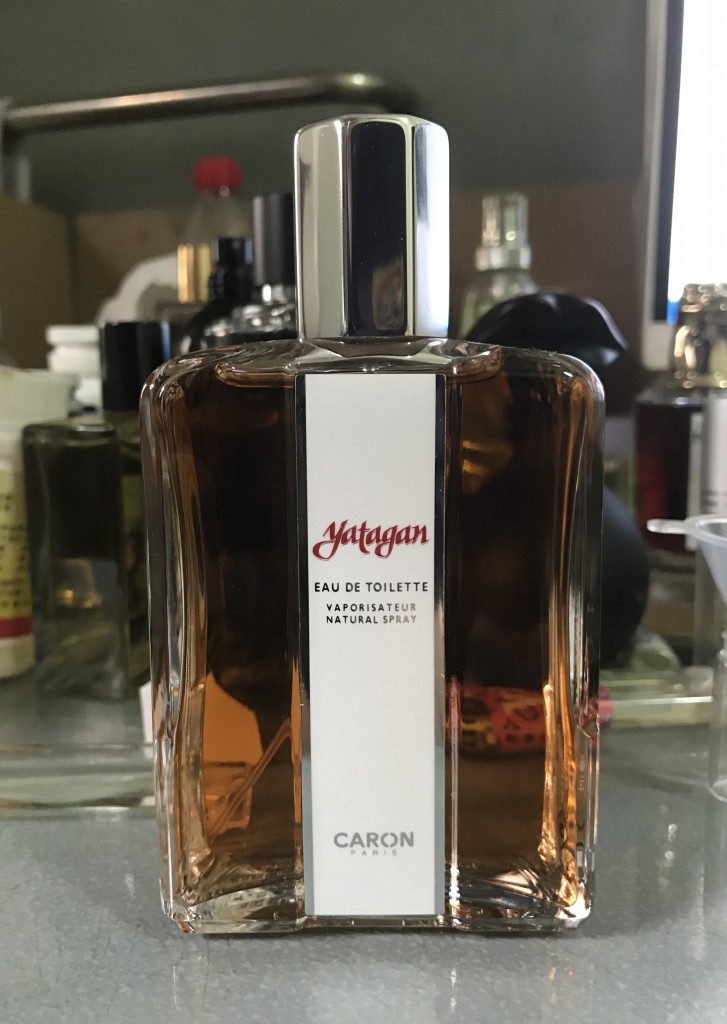 Yatagan
EAU DE TOILETTE
VAPORISATEUR
NATURAL SPRAY
CARON
PARIS